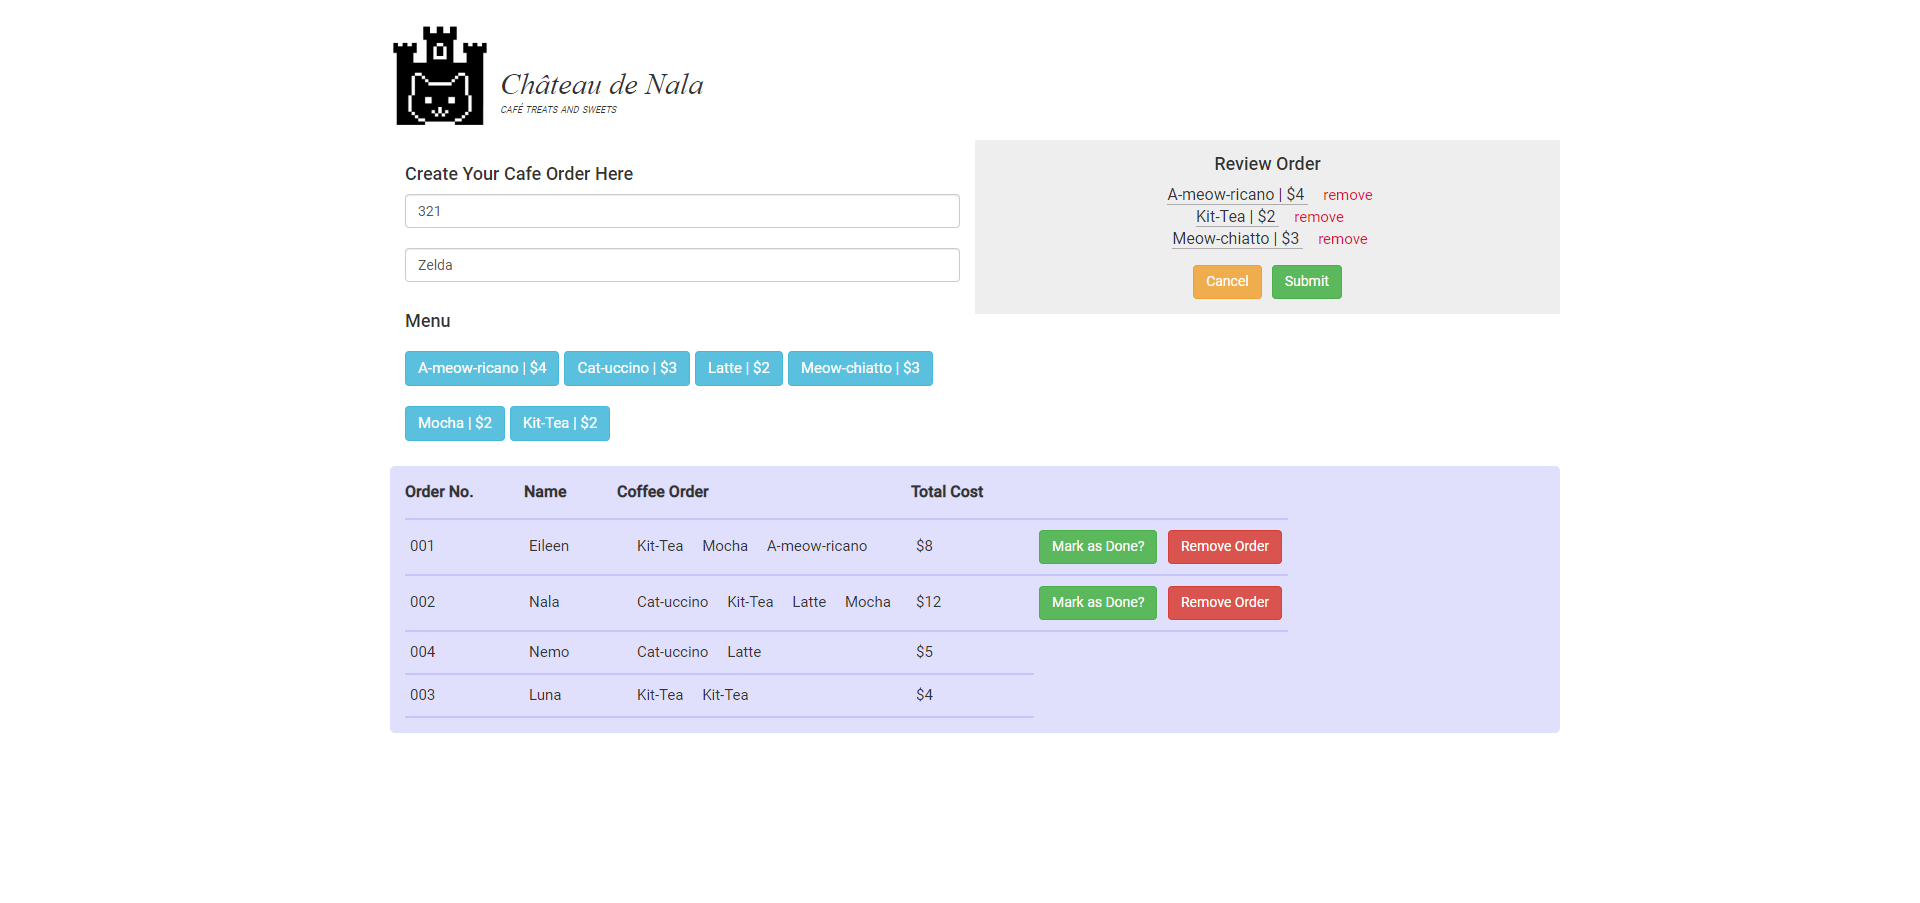 Château de Nala
CAFÉ TREATS AND SWEETS
Create Your Cafe Order Here
321
Zelda
Menu
A-meow-ricano | $4 Cat-uccino | $3 Latte | $2 Meow-chiatto | $3
Mocha | $2 Kit-Tea | $2
Review Order
A-meow-ricano | $4 remove
Kit-Tea | $2 remove
Meow-chiatto | $3 remove
Cancel Submit
Order No. Name Coffee Order Total Cost
001 Eileen Kit-Tea Mocha A-meow-ricano $8 Mark as Done? Remove Order
002 Nala Cat-uccino Kit-Tea Latte Mocha $12 Mark as Done? Remove Order
004 Nemo Cat-uccino Latte $5
003 Luna Kit-Tea Kit-Tea $4